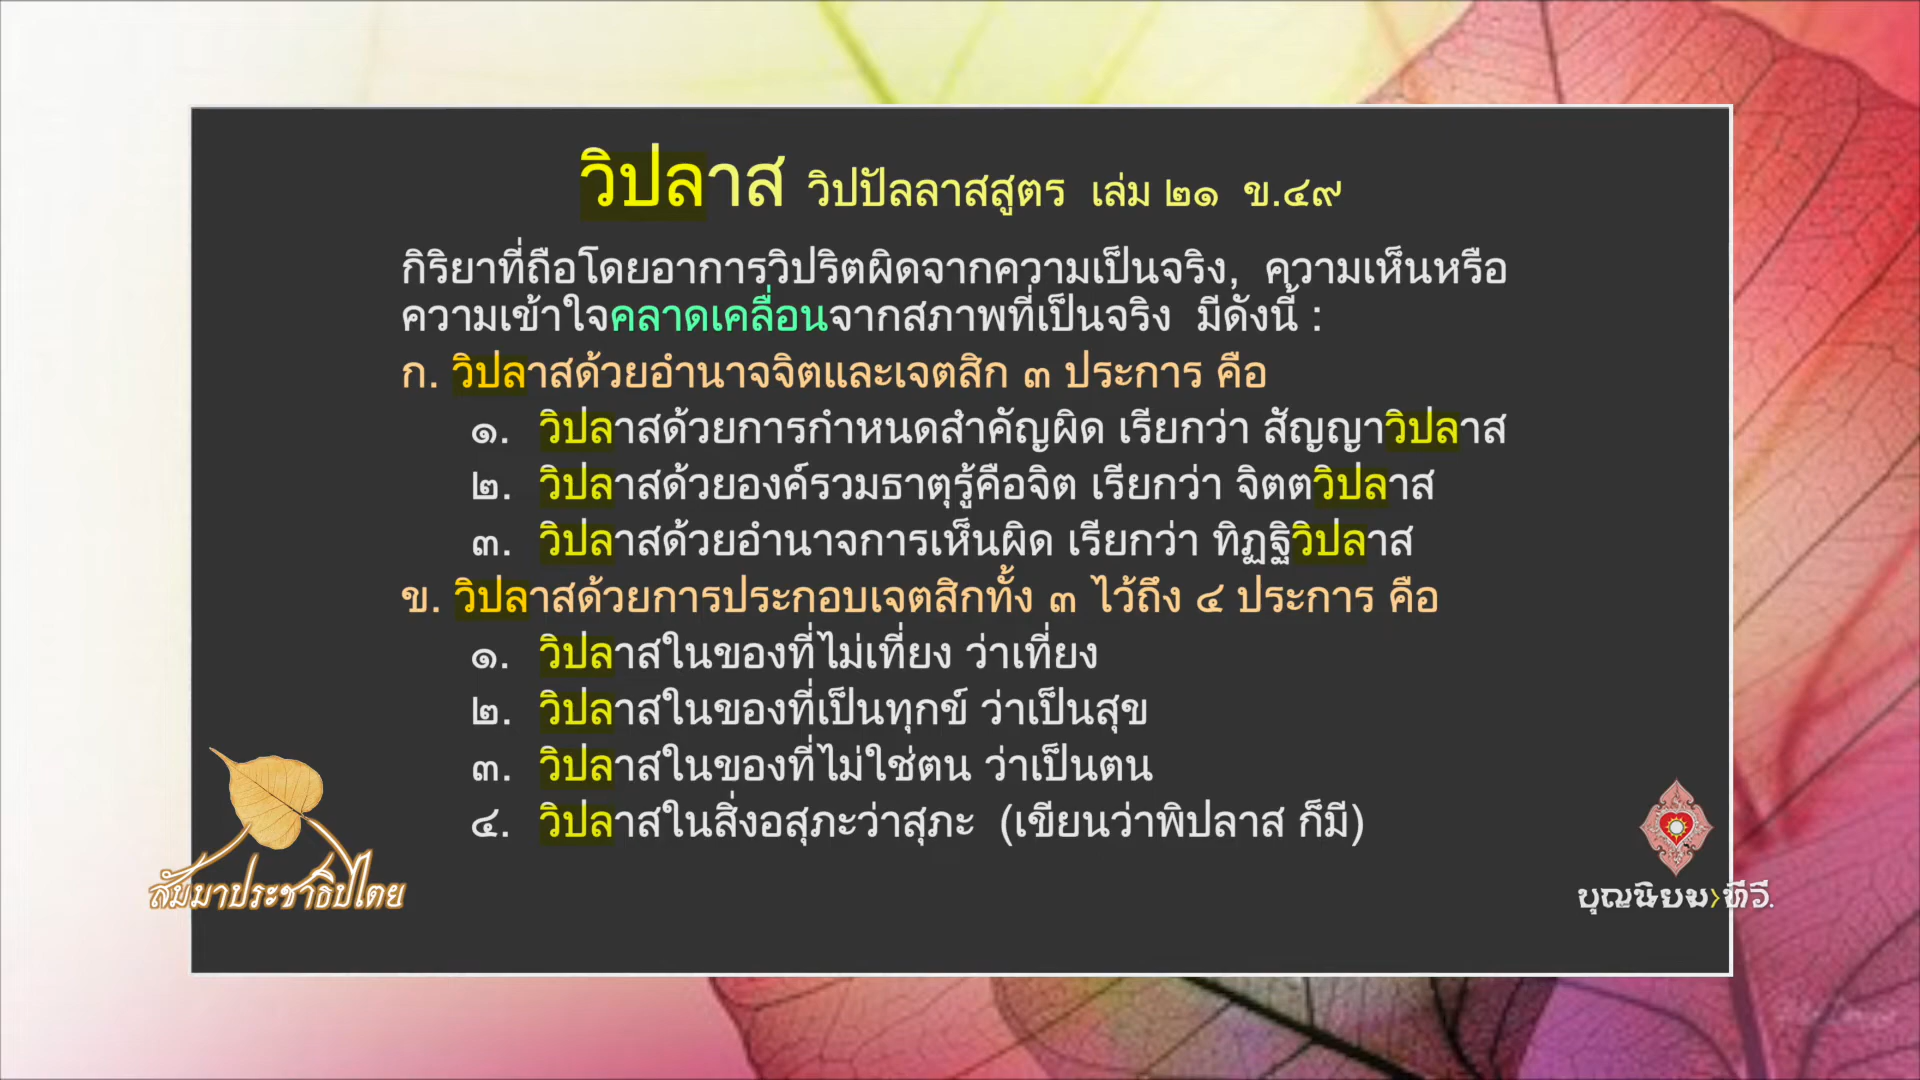 วิปลาส วิปปัลลาสสูตร เล่ม ๒๑ ข.๔๙
กิริยาที่ถือโดยอาการวิปริตผิดจากความเป็นจริง, ความเห็นหรือ
ความเข้าใจคลาดเคลื่อนจากสภาพที่เป็นจริง มีดังนี้ :
ก. วิปลาสด้วยอำนาจจิตและเจตสิก ๓ ประการ คือ
๑. วิปลาสด้วยการกำหนดสำคัญผิด เรียกว่า สัญญาวิปลาส
๒. วิปลาสด้วยองค์รวมธาตุรู้คือจิต เรียกว่า จิตตวิปลาส
๓. วิปลาสด้วยอำนาจการเห็นผิด เรียกว่า ทิฏฐิวิปลาส
ข. วิปลาสด้วยการประกอบเจตสิกทั้ง ๓ ไว้ถึง ๔ ประการ คือ
๑. วิปลาสในของที่ไม่เที่ยง ว่าเที่ยง
๒. วิปลาสในของที่เป็นทุกข์ ว่าเป็นสุข
๓. วิปลาสในของที่ไม่ใช่ตน ว่าเป็นตน
๔. วิปลาสในสิ่งอสุภะว่าสุภะ (เขียนว่าพิปลาส ก็มี)
สัมมาประชาธิปไตย
บุญนิยม>ทีวี.